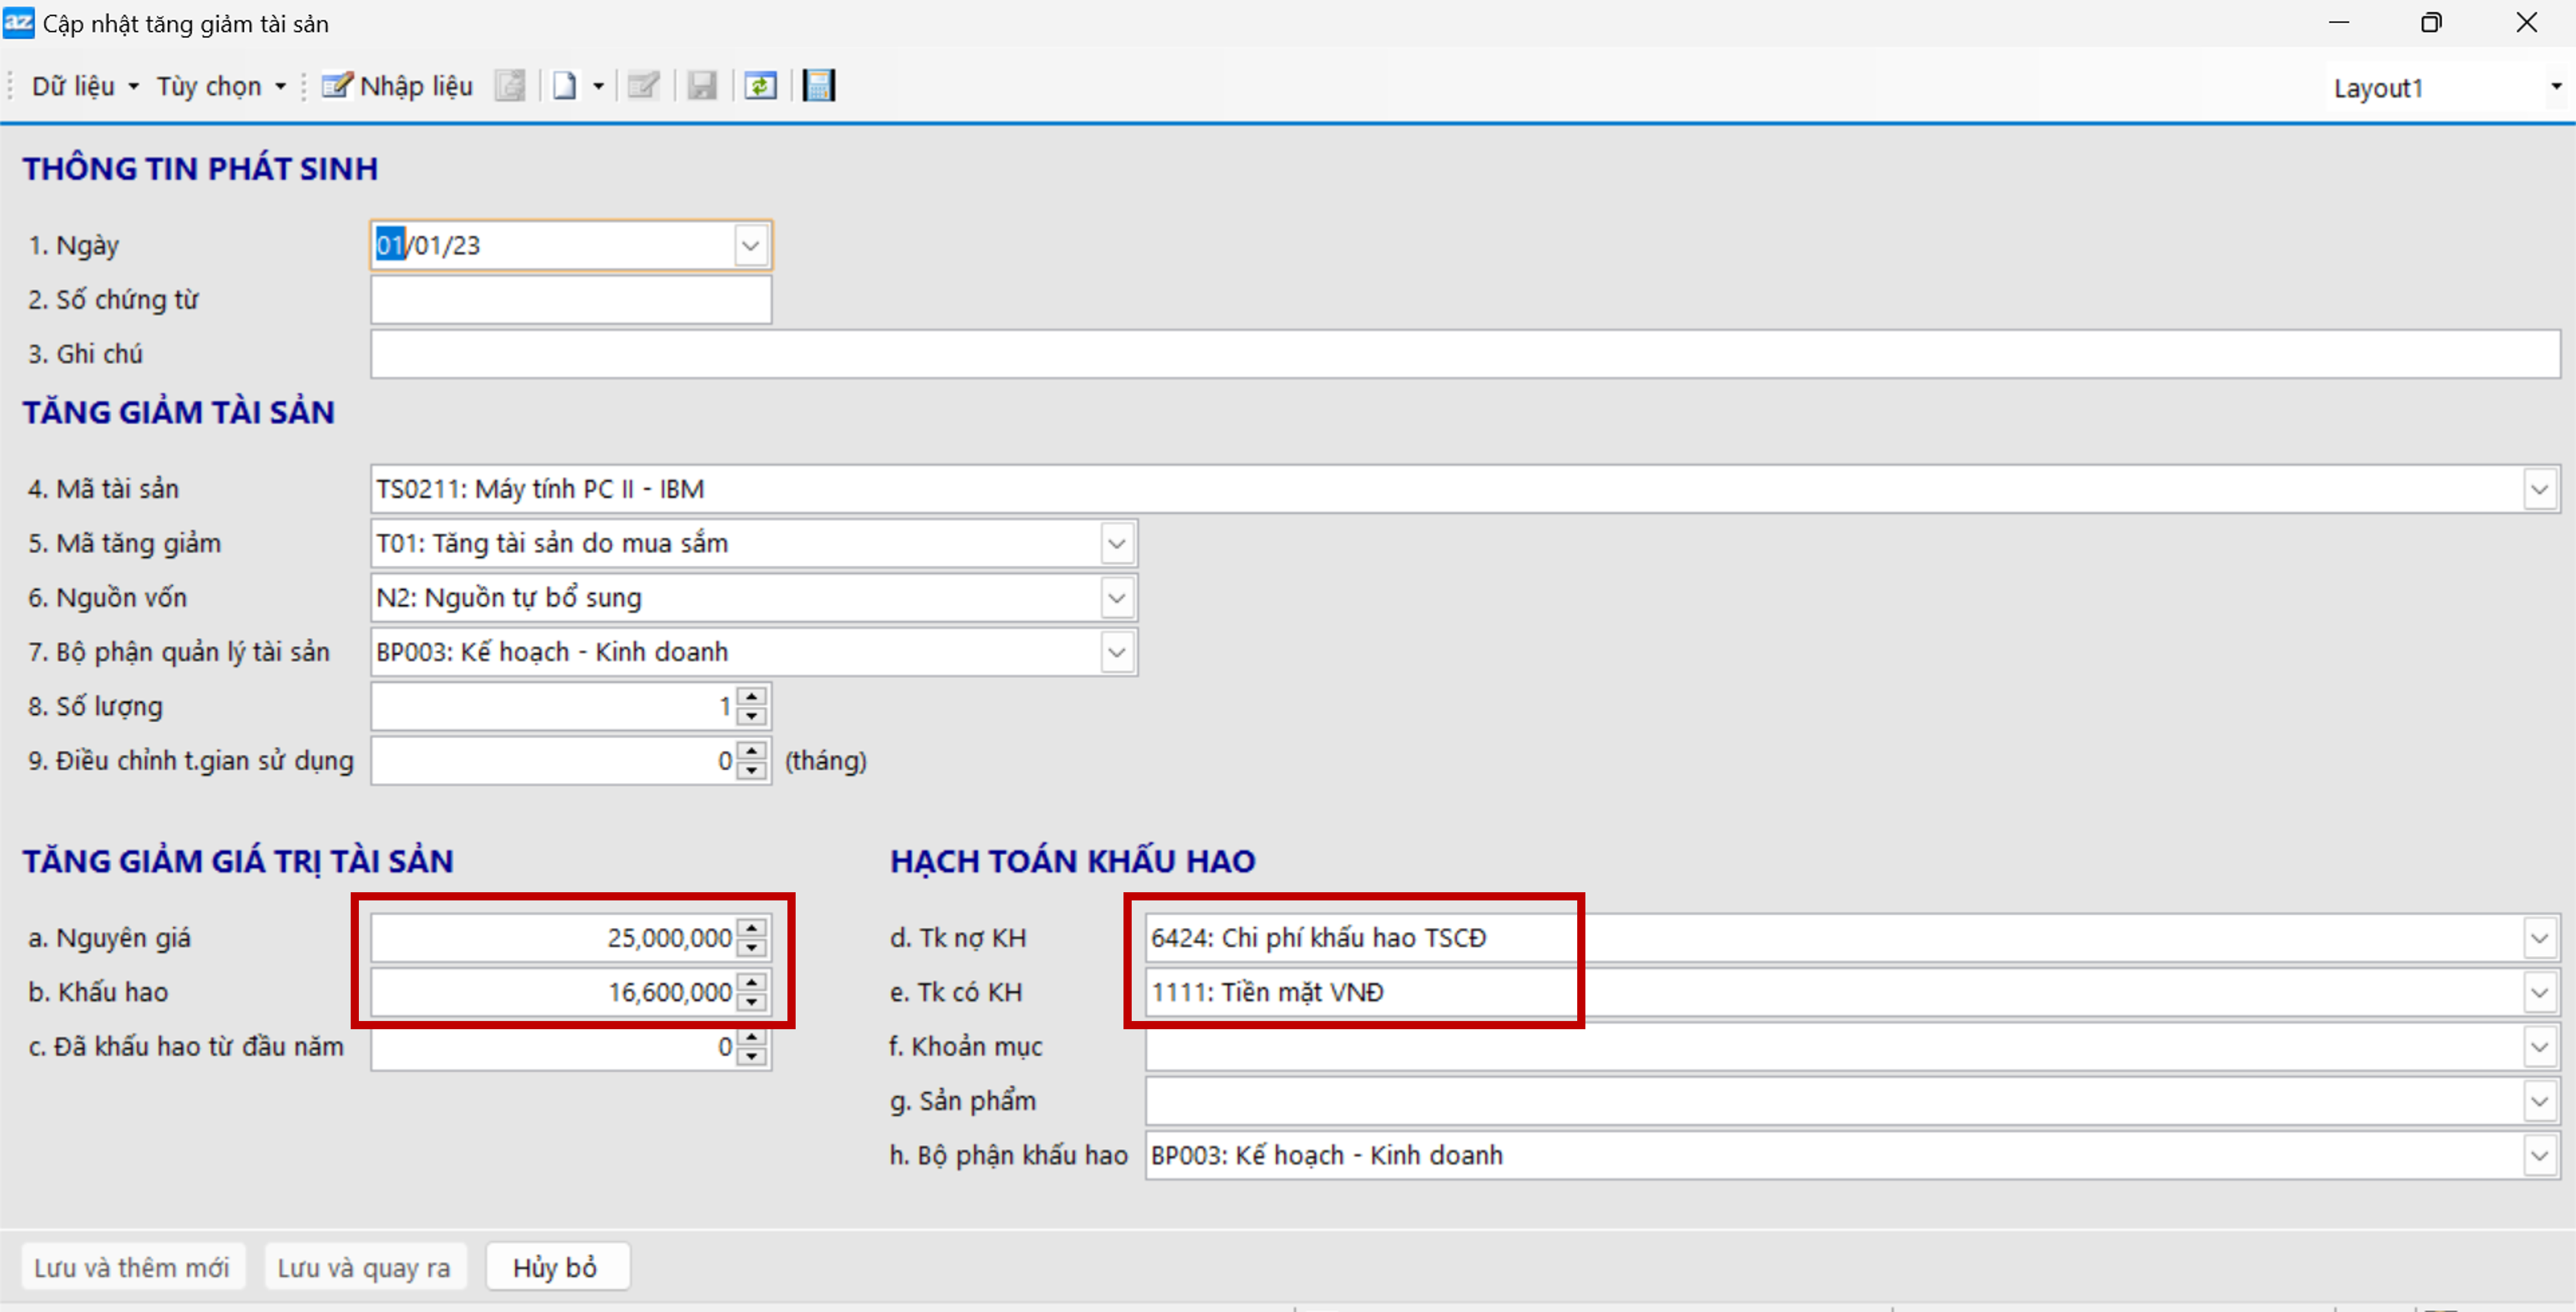 az Cập nhật tăng giảm tài sản
Dữ liệu Tùy chọn Nhập liệu Layout1
THÔNG TIN PHÁT SINH
1. Ngày 01/01/23
2. Số chứng từ
3. Ghi chú
TĂNG GIẢM TÀI SẢN
4. Mã tài sản TS0211: Máy tính PC II - IBM
5. Mã tăng giảm T01: Tăng tài sản do mua sắm
6. Nguồn vốn N2: Nguồn tự bổ sung
7. Bộ phận quản lý tài sản BP003: Kế hoạch - Kinh doanh
8. Số lượng 1
9. Điều chỉnh t.gian sử dụng 0 (tháng)
TĂNG GIẢM GIÁ TRỊ TÀI SẢN
a. Nguyên giá 25,000,000
b. Khấu hao 16,600,000
c. Đã khấu hao từ đầu năm 0
HẠCH TOÁN KHẤU HAO
d. Tk nợ KH 6424: Chi phí khấu hao TSCĐ
e. Tk có KH 1111: Tiền mặt VNĐ
f. Khoản mục
g. Sản phẩm
h. Bộ phận khấu hao BP003: Kế hoạch - Kinh doanh
Lưu và thêm mới Lưu và quay ra Hủy bỏ